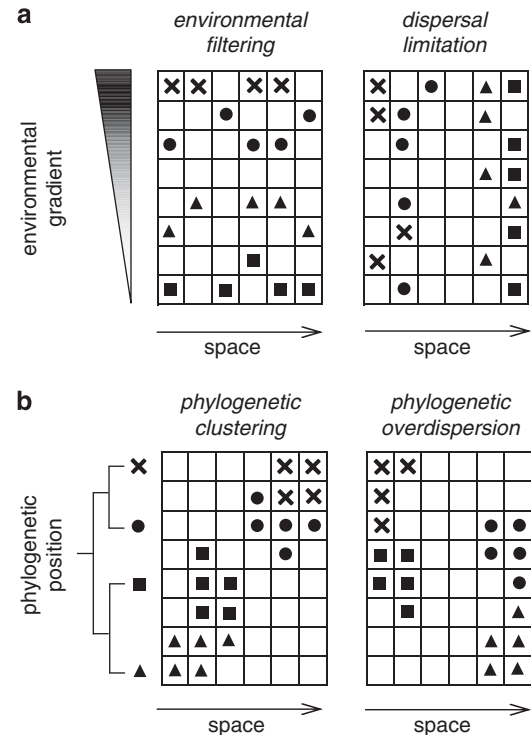 a
environmental
filtering
dispersal
limitation
environmental
gradient
space
space
b
phylogenetic
clustering
phylogenetic
overdispersion
phylogenetic
position
space
space